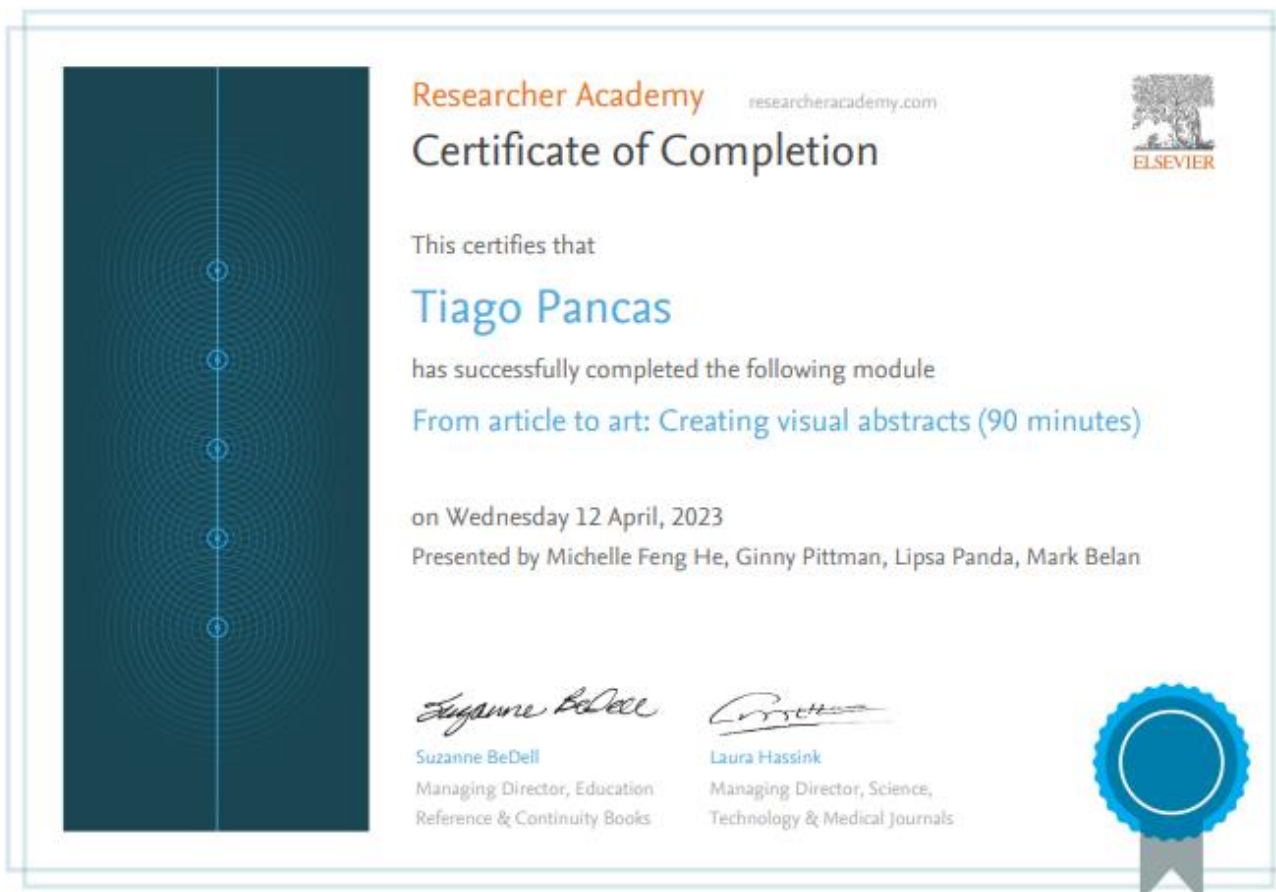 Researcher Academy researcheracademy.com
Certificate of Completion
ELSEVIER
This certifies that
Tiago Pancas
has successfully completed the following module
From article to art: Creating visual abstracts (90 minutes)
on Wednesday 12 April, 2023
Presented by Michelle Feng He, Ginny Pittman, Lipsa Panda, Mark Belan
Suzanne BeDell
Suzanne BeDell
Managing Director, Education
Reference & Continuity Books
Laura Hassink
Managing Director, Science,
Technology & Medical Journals